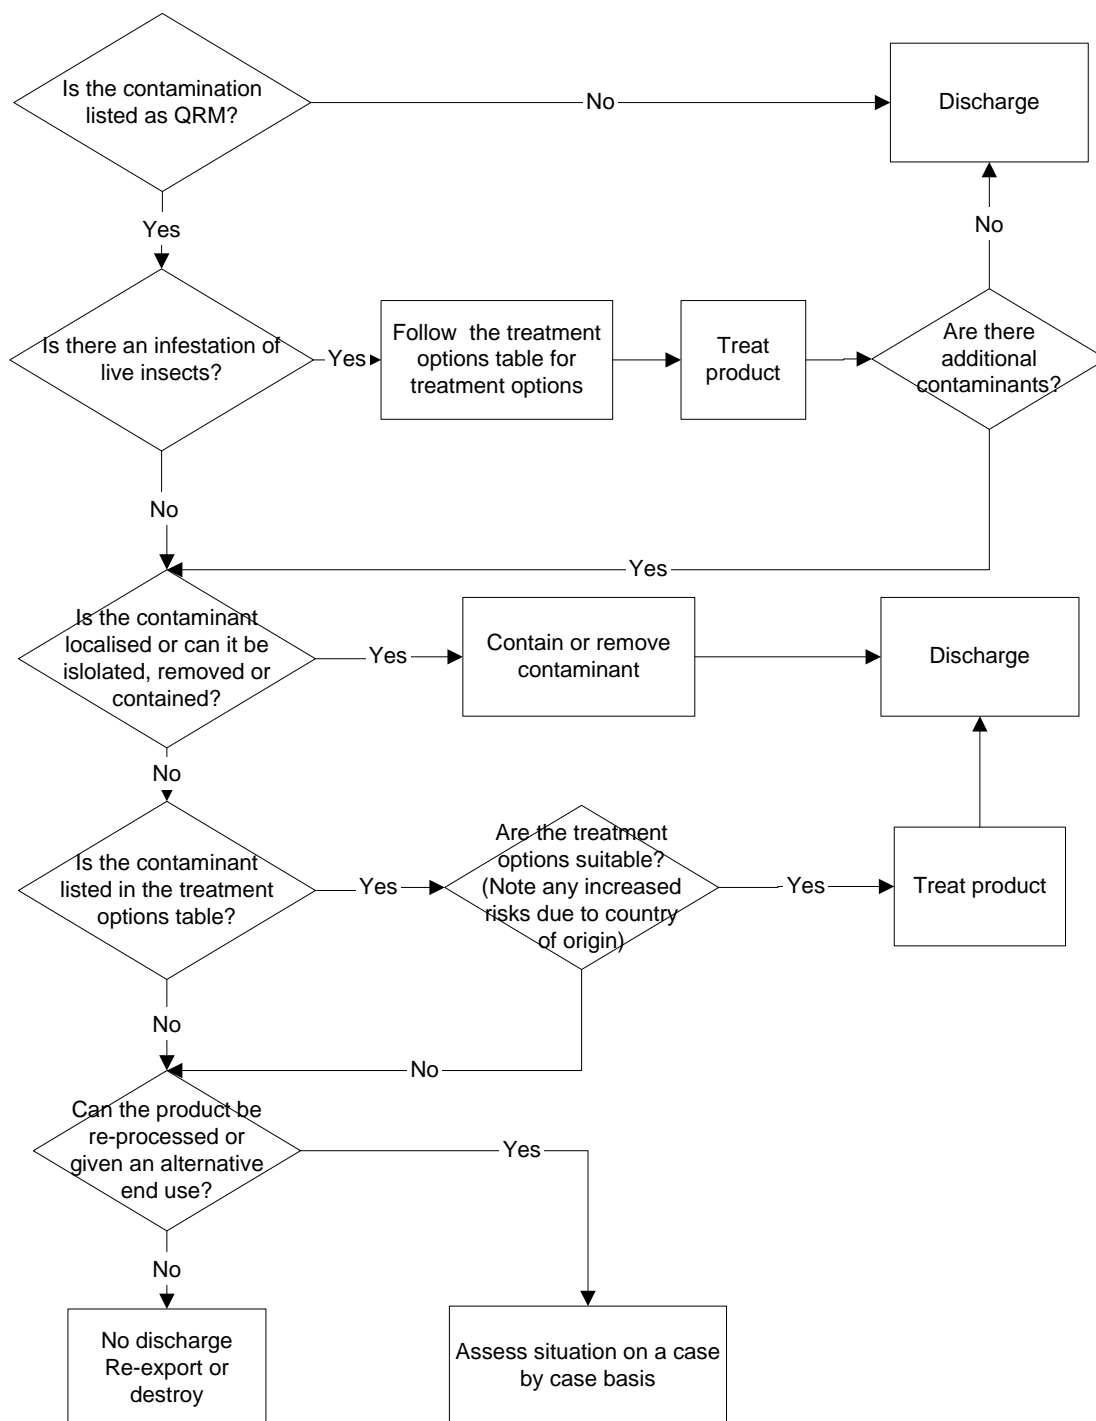 Is the contamination
listed as QRM?
No
Discharge
Yes
No
Is there an infestation of
live insects?
Yes
Follow  the treatment
options table for
treatment options
Treat
product
Are there
additional
contaminants?
No
Yes
Is the contaminant
localised or can it be
islolated, removed or
contained?
Yes
Contain or remove
contaminant
Discharge
No
Is the contaminant
listed in the treatment
options table?
Yes
Are the treatment
options suitable?
(Note any increased
risks due to country
of origin)
Yes
Treat product
No
No
Can the product be
re-processed or
given an alternative
end use?
Yes
No
No discharge
Re-export or
destroy
Assess situation on a case
by case basis